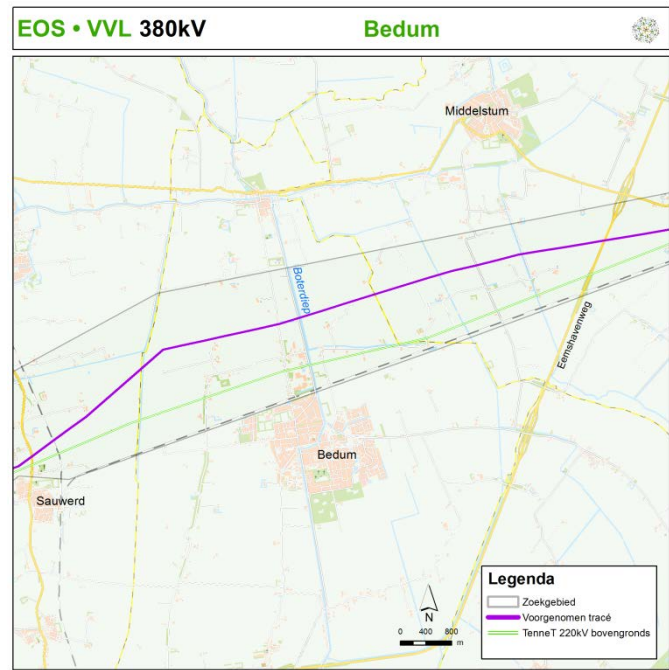 EOS • VVL 380kV Bedum
Middelstum
Boterdiep
Eemshavenweg
Bedum
Sauwerd
N
0 400 800
m
Legenda
Zoekgebied
Voorgenomen tracé
TenneT 220kV bovengronds